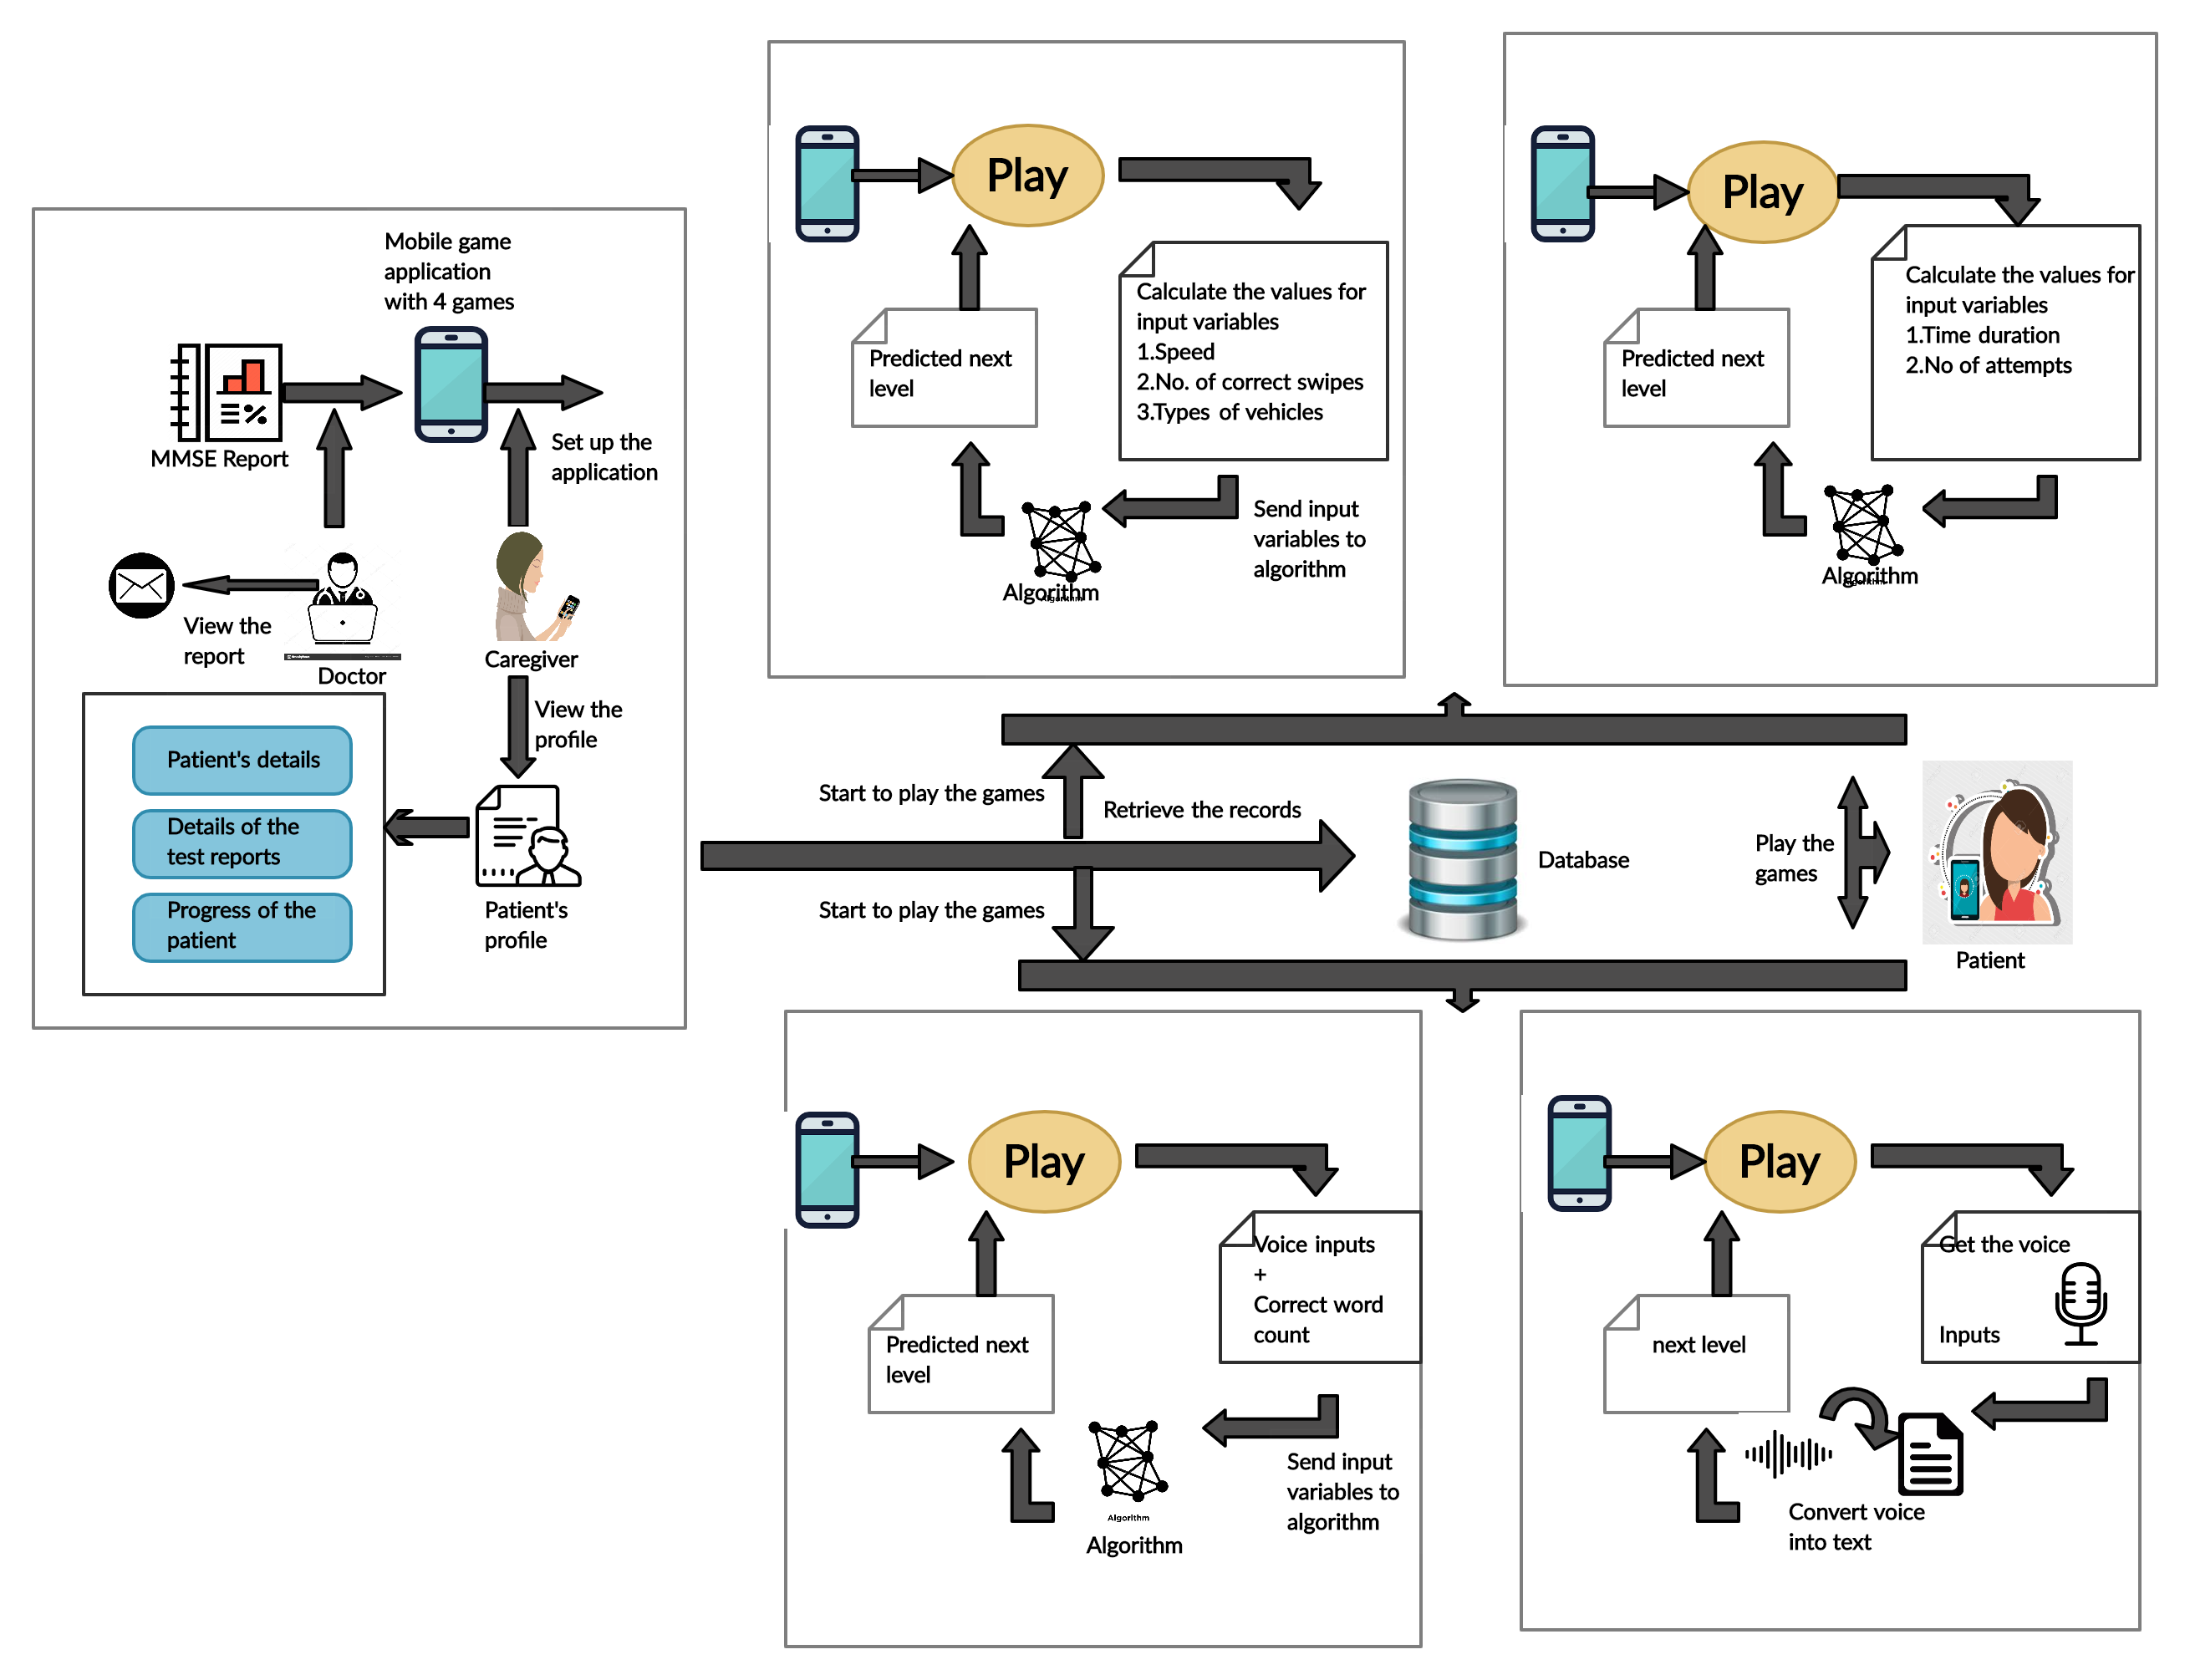 Mobile game
application
with 4 games
MMSE Report
Set up the
application
View the
report
Doctor
Caregiver
View the
profile
Patient's details
Details of the
test reports
Progress of the
patient
Patient's
profile
Play
Calculate the values for
input variables
1.Speed
2.No. of correct swipes
3.Types of vehicles
Predicted next
level
Send input
variables to
algorithm
Algorithm
Algorithm
Play
Calculate the values for
input variables
1.Time duration
2.No of attempts
Predicted next
level
Algorithm
Algorithm
Start to play the games
Retrieve the records
Start to play the games
Database
Play the
games
Patient
Play
Voice inputs
+
Correct word
count
Predicted next
level
Send input
variables to
algorithm
Algorithm
Algorithm
Play
Get the voice
Inputs
next level
Convert voice
into text